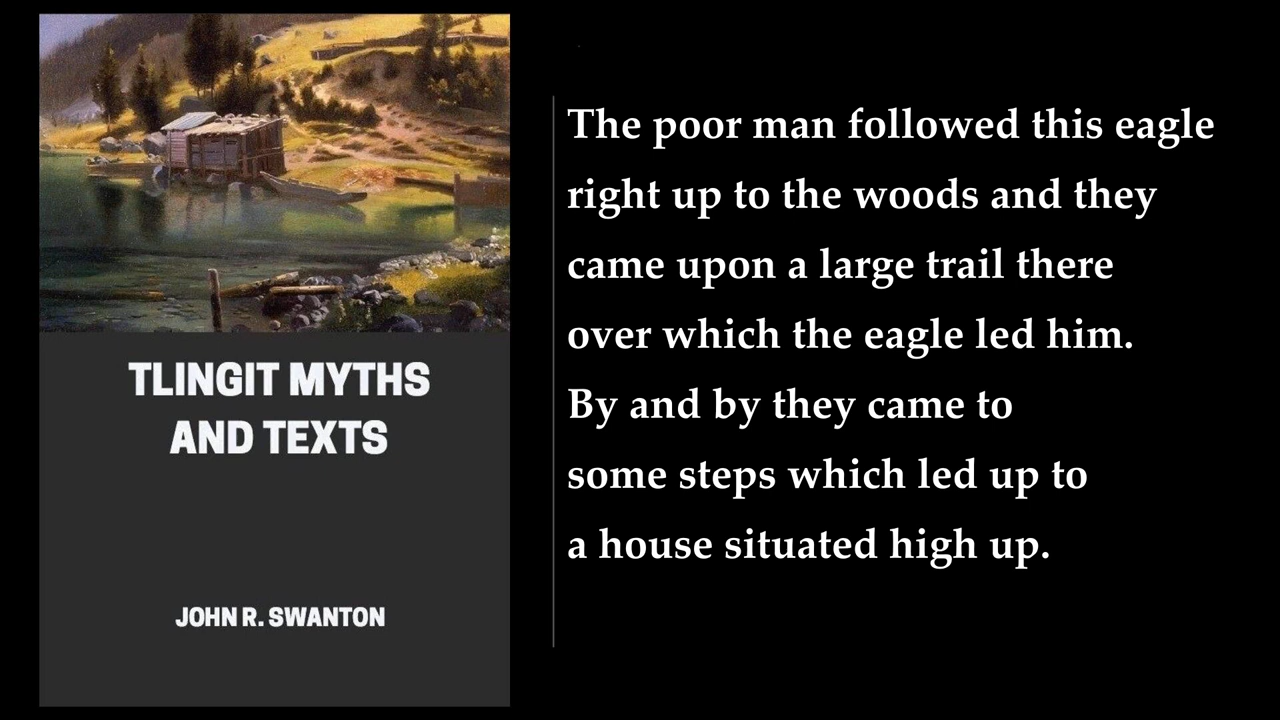 TLINGIT MYTHS
AND TEXTS
JOHN R. SWANTON
The poor man followed this eagle
right up to the woods and they
came upon a large trail there
over which the eagle led him.
By and by they came to
some steps which led up to
a house situated high up.